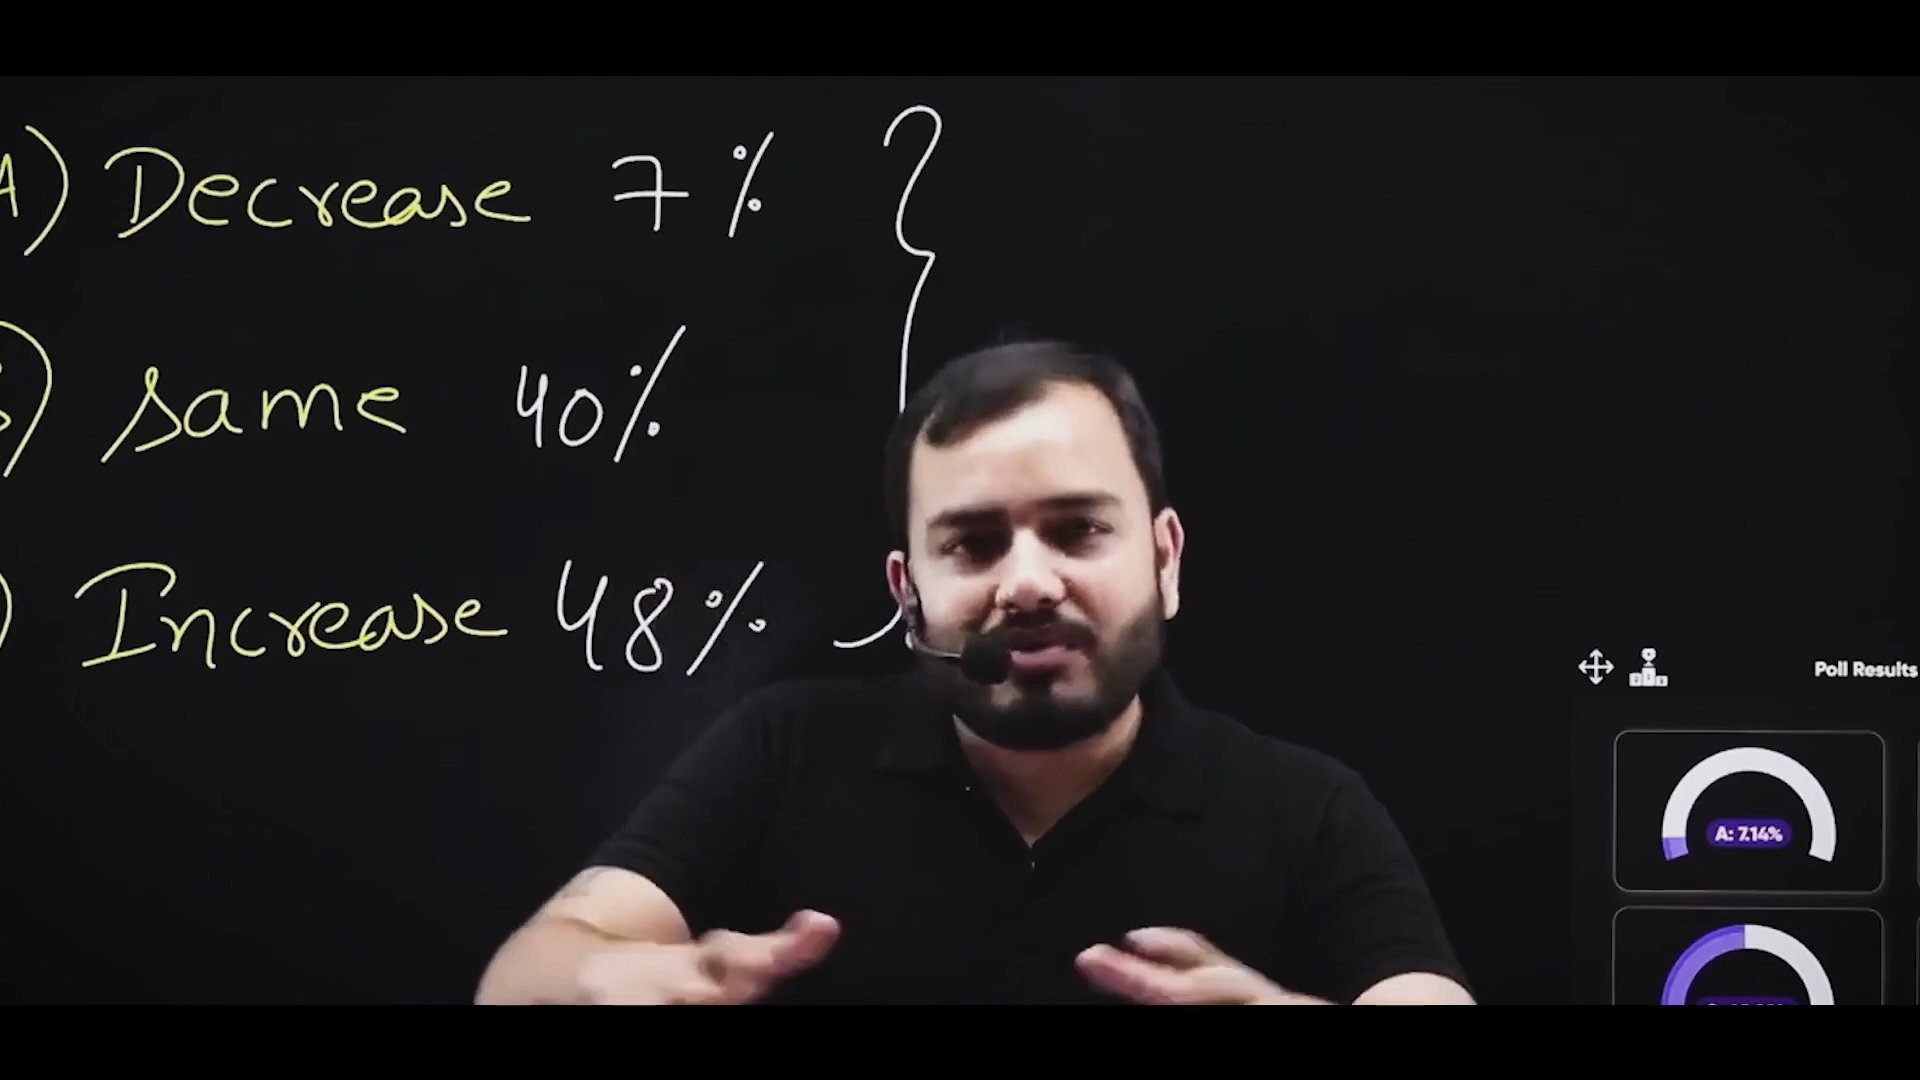 A) Decrease 7%
) same 40%
) Increase 48%
Poll Results
A: 7.14%